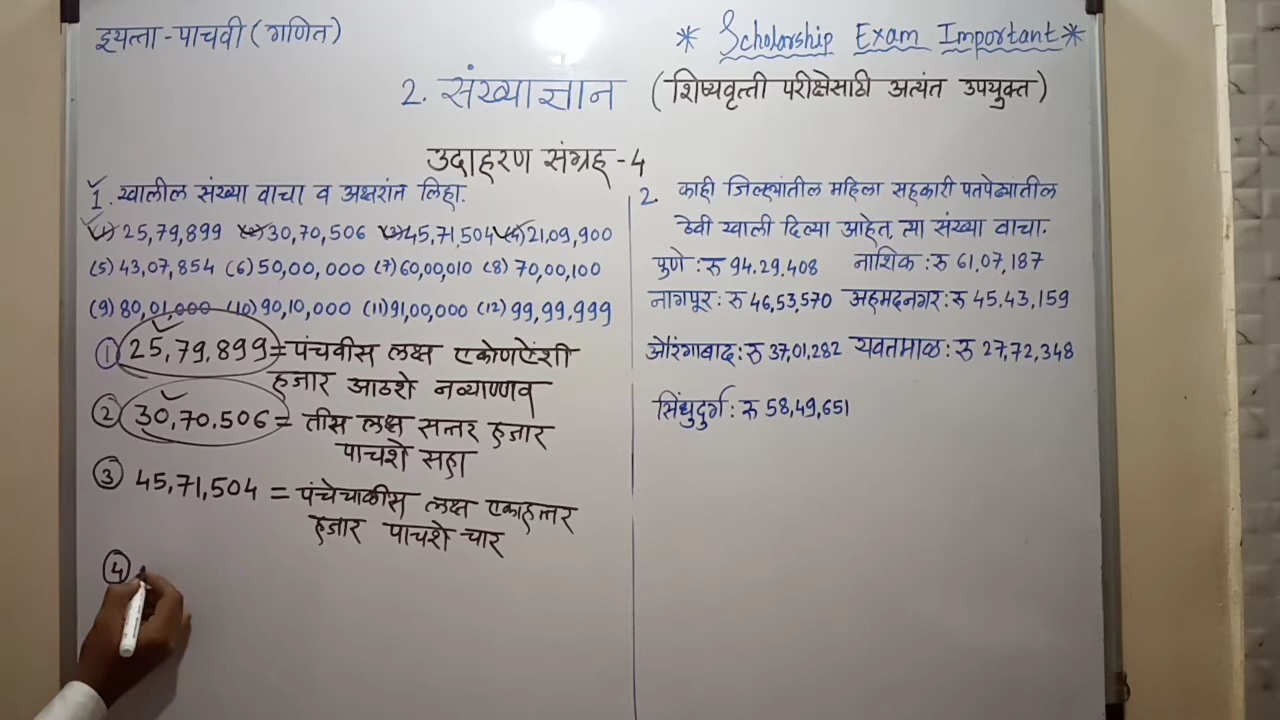 इयत्ता-पाचवी (गणित)
* Scholarship Exam Important *
2. संख्याज्ञान (शिष्यवृत्ती परीक्षेसाठी अत्यंत उपयुक्त)
उदाहरण संग्रह-4
1. खालील संख्या वाचा व अक्षरांत लिहा.
(1) 25,79,899 (2) 30,70,506 (3) 45,71,504 (4) 21,09,900
(5) 43,07,854 (6) 50,00,000 (7) 60,00,010 (8) 70,00,100
(9) 80,01,000 (10) 90,10,000 (11) 91,00,000 (12) 99,99,999
① 25,79,899 = पंचवीस लक्ष एकोणऐंशी
हजार आठशे नव्याण्णव
② 30,70,506 = तीस लक्ष सत्तर हजार
पाचशे सहा
③ 45,71,504 = पंचेचाळीस लक्ष एकाहत्तर
हजार पाचशे चार
④
2. काही जिल्ह्यांतील महिला सहकारी पतपेढ्यांतील
ठेवी खाली दिल्या आहेत, त्या संख्या वाचा.
पुणे : रु 94,29,408 नाशिक : रु 61,07,187
नागपूर : रु 46,53,570 अहमदनगर : रु 45,43,159
औरंगाबाद : रु 37,01,282 यवतमाळ : रु 27,72,348
सिंधुदुर्ग : रु 58,49,651